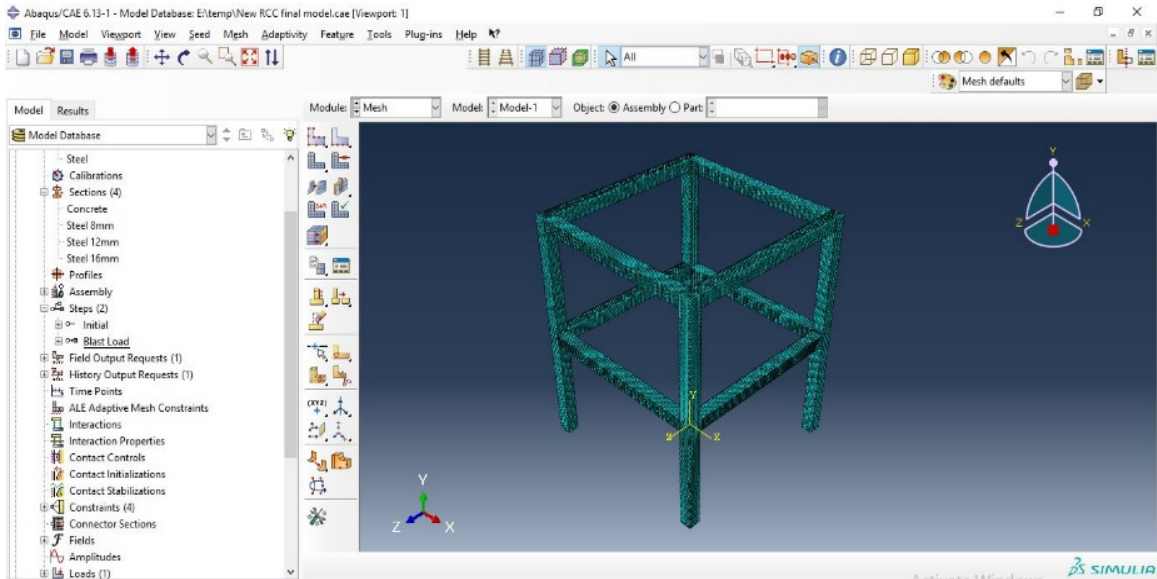 Abaqus/CAE 6.13-1 - Model Database: E:\temp\New RCC final model.cae [Viewport: 1]
File Model Viewport View Seed Mesh Adaptivity Feature Tools Plug-ins Help
All
Mesh defaults
Model Results
Module: Mesh Model: Model-1 Object: Assembly Part:
Model Database
Steel
Calibrations
Sections (4)
Concrete
Steel 8mm
Steel 12mm
Steel 16mm
Profiles
Assembly
Steps (2)
Initial
Blast Load
Field Output Requests (1)
History Output Requests (1)
Time Points
ALE Adaptive Mesh Constraints
Interactions
Interaction Properties
Contact Controls
Contact Initializations
Contact Stabilizations
Constraints (4)
Connector Sections
Fields
Amplitudes
Loads (1)
(XYZ)
Y
Z X
Y
Z X
Y
Z X
SIMULIA